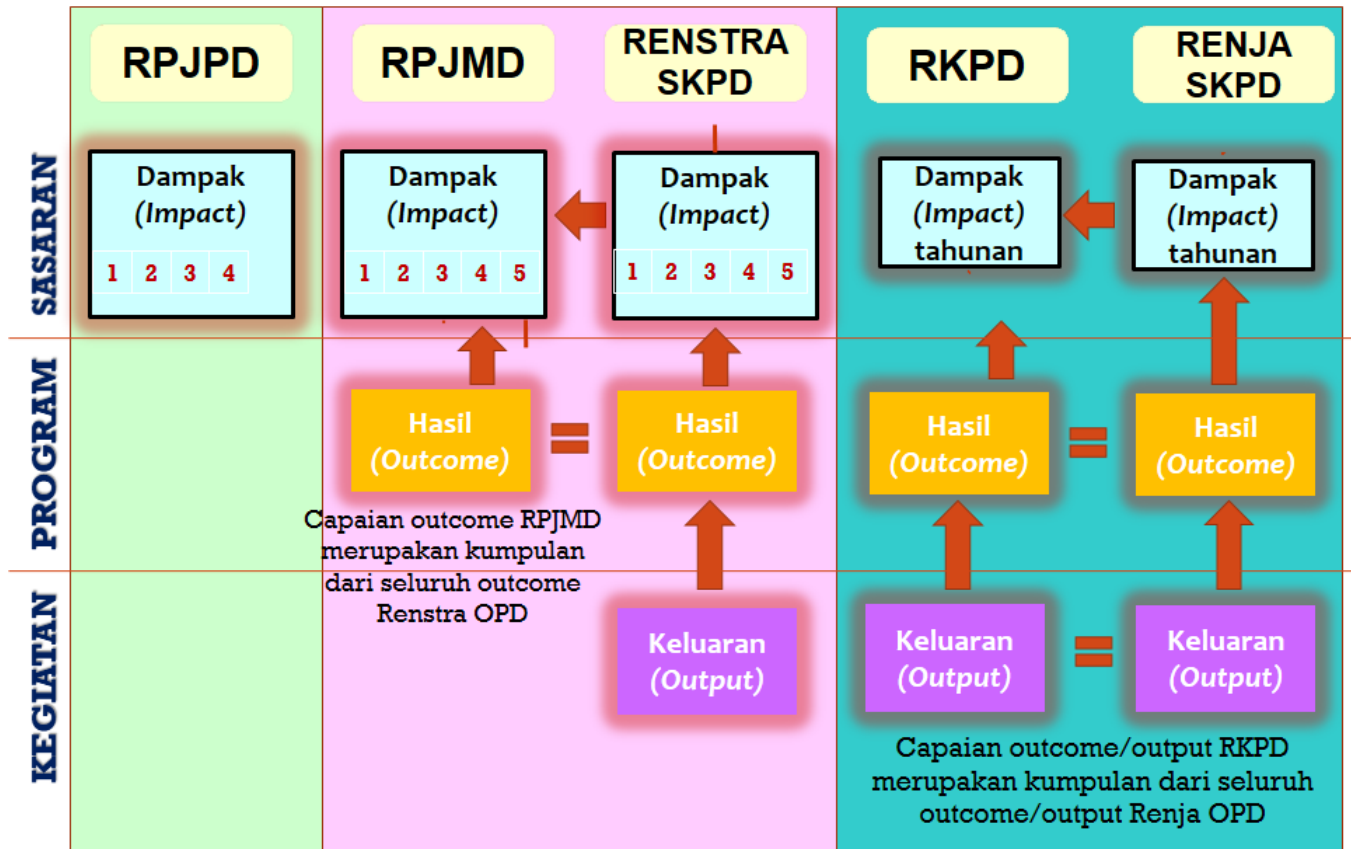 RPJPD
RPJMD
RENSTRA
SKPD
RKPD
RENJA
SKPD
SASARAN
Dampak
(Impact)
1 2 3 4
Dampak
(Impact)
1 2 3 4 5
Dampak
(Impact)
1 2 3 4 5
Dampak
(Impact)
tahunan
Dampak
(Impact)
tahunan
PROGRAM
Hasil
(Outcome)
=
Hasil
(Outcome)
Hasil
(Outcome)
=
Hasil
(Outcome)
Capaian outcome RPJMD
merupakan kumpulan
dari seluruh outcome
Renstra OPD
KEGIATAN
Keluaran
(Output)
Keluaran
(Output)
=
Keluaran
(Output)
Capaian outcome/output RKPD
merupakan kumpulan dari seluruh
outcome/output Renja OPD